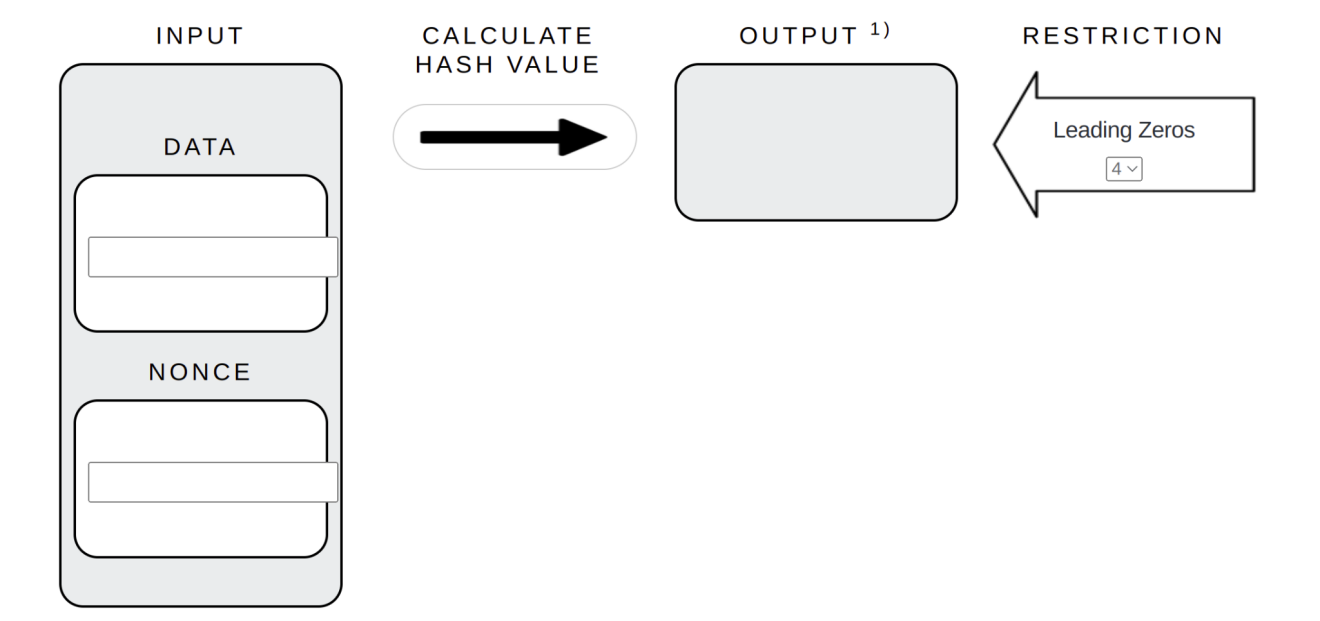 INPUT
CALCULATE
HASH VALUE
OUTPUT 1)
RESTRICTION
DATA
Leading Zeros
4
NONCE